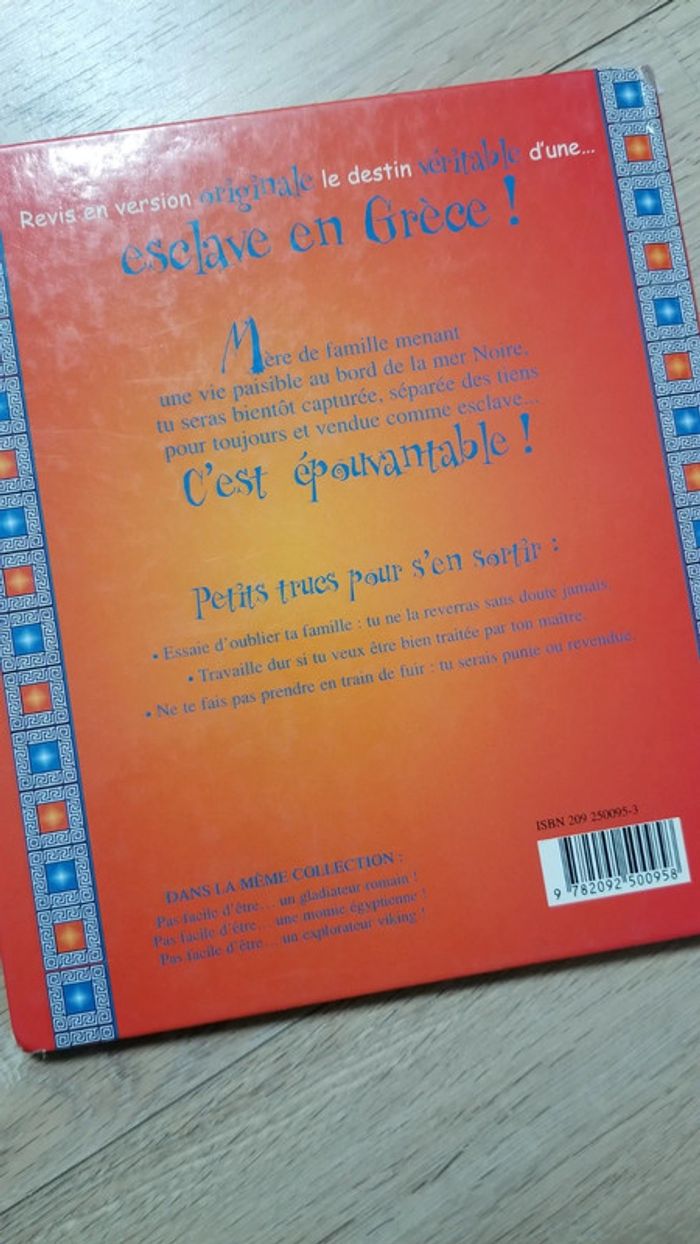 Revis en version originale le destin véritable d'une...
esclave en Grèce !
Mère de famille menant
une vie paisible au bord de la mer Noire,
tu seras bientôt capturée, séparée des tiens
pour toujours et vendue comme esclave...
C'est épouvantable !
Petits trucs pour s'en sortir :
• Essaie d'oublier ta famille : tu ne la reverras sans doute jamais.
• Travaille dur si tu veux être bien traitée par ton maître.
• Ne te fais pas prendre en train de fuir : tu serais punie ou revendue.
DANS LA MÊME COLLECTION :
Pas facile d'être... un gladiateur romain !
Pas facile d'être... une momie égyptienne !
Pas facile d'être... un explorateur viking !
ISBN 209 250095-3
9 782092 500958